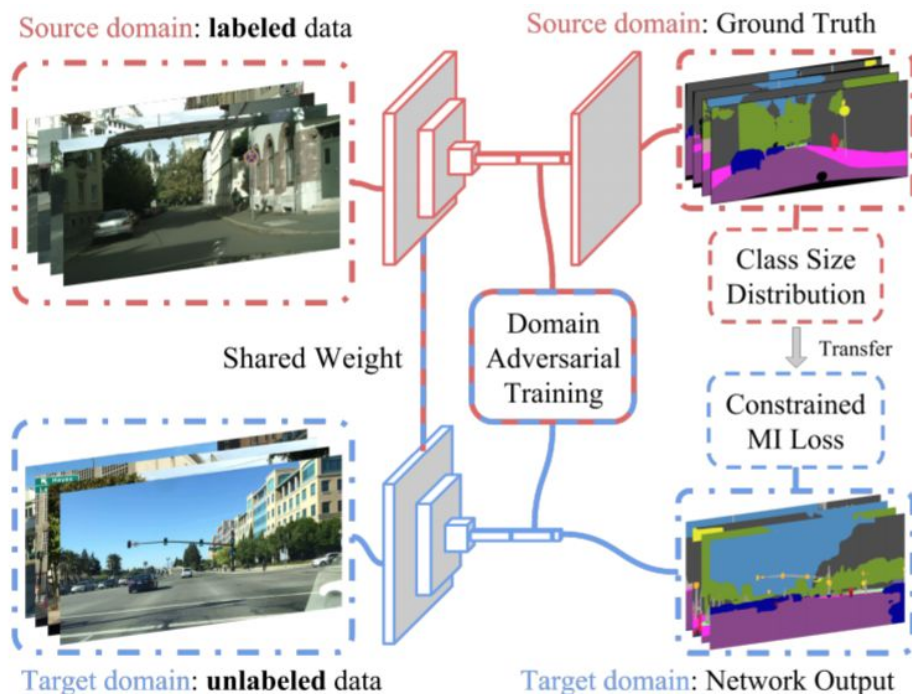 Source domain: labeled data
Source domain: Ground Truth
Class Size
Distribution
Transfer
Domain
Adversarial
Training
Shared Weight
Constrained
MI Loss
Target domain: unlabeled data
Target domain: Network Output